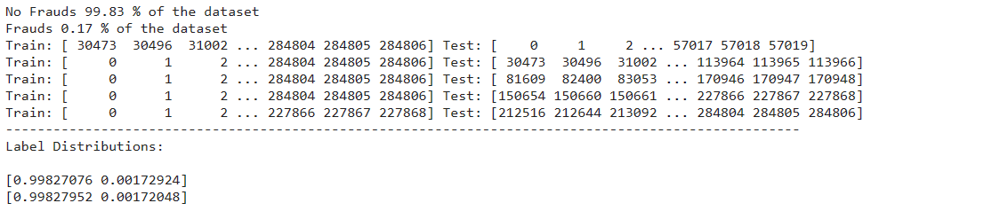 No Frauds 99.83 % of the dataset
Frauds 0.17 % of the dataset
Train: [ 30473  30496  31002 ... 284804 284805 284806] Test: [    0     1     2 ... 57017 57018 57019]
Train: [     0      1      2 ... 284804 284805 284806] Test: [ 30473  30496  31002 ... 113964 113965 113966]
Train: [     0      1      2 ... 284804 284805 284806] Test: [ 81609  82400  83053 ... 170946 170947 170948]
Train: [     0      1      2 ... 284804 284805 284806] Test: [150654 150660 150661 ... 227866 227867 227868]
Train: [     0      1      2 ... 227866 227867 227868] Test: [212516 212644 213092 ... 284804 284805 284806]
----------------------------------------------------------------------------------------------------
Label Distributions:
[0.99827076 0.00172924]
[0.99827952 0.00172048]